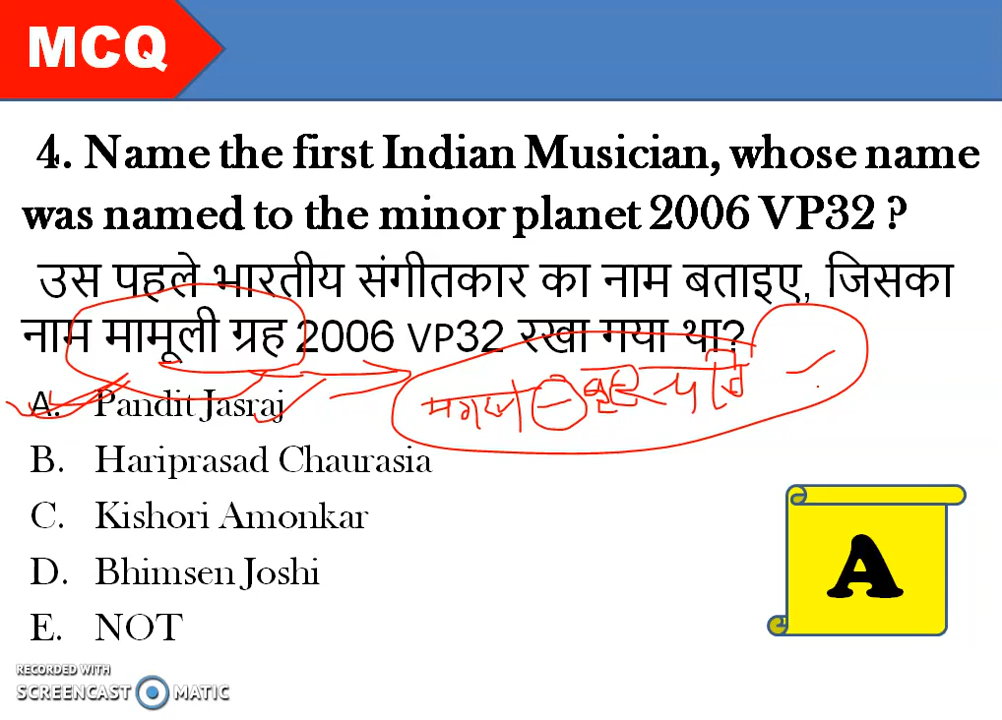 MCQ
4. Name the first Indian Musician, whose name
was named to the minor planet 2006 VP32 ?
उस पहले भारतीय संगीतकार का नाम बताइए, जिसका
नाम मामूली ग्रह 2006 VP32 रखा गया था?
A. Pandit Jasraj
B. Hariprasad Chaurasia
C. Kishori Amonkar
D. Bhimsen Joshi
E. NOT
A
RECORDED WITH
SCREENCAST MATIC